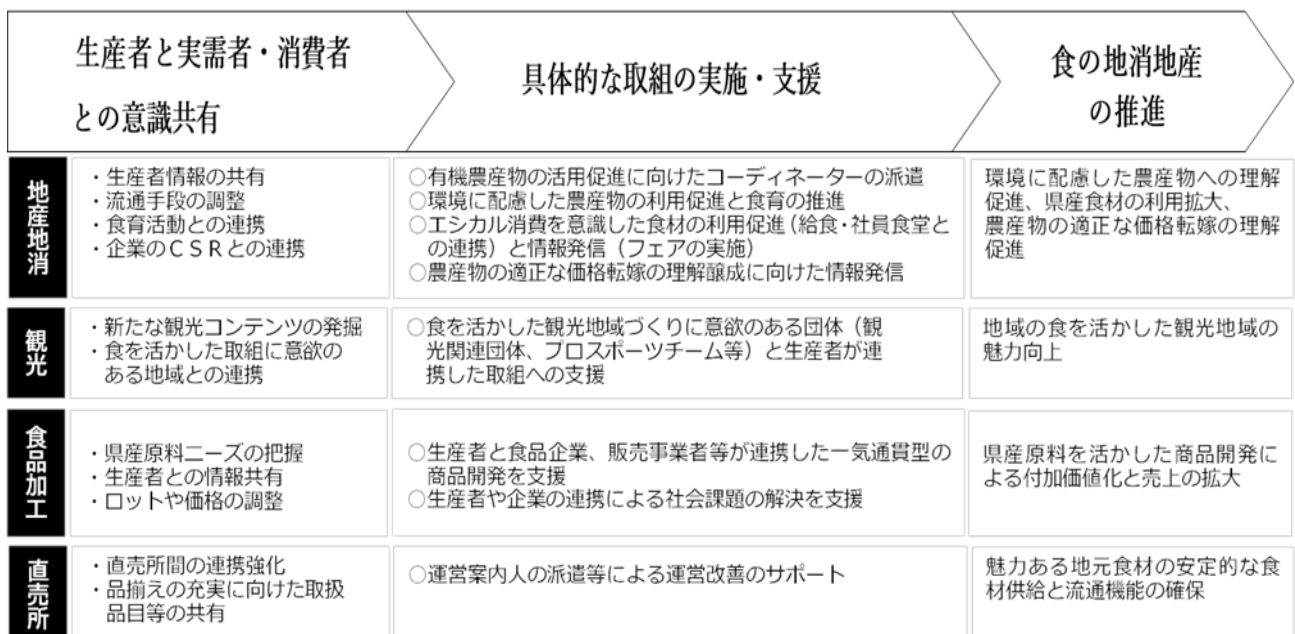 生産者と実需者・消費者
との意識共有
具体的な取組の実施・支援
食の地消地産
の推進
地産地消
・生産者情報の共有
・流通手段の調整
・食育活動との連携
・企業のＣＳＲとの連携
○有機農産物の活用促進に向けたコーディネーターの派遣
○環境に配慮した農産物の利用促進と食育の推進
○エシカル消費を意識した食材の利用促進（給食・社員食堂と
の連携）と情報発信（フェアの実施）
○農産物の適正な価格転嫁の理解醸成に向けた情報発信
環境に配慮した農産物への理解
促進、県産食材の利用拡大、
農産物の適正な価格転嫁の理解
促進
観光
・新たな観光コンテンツの発掘
・食を活かした取組に意欲の
ある地域との連携
○食を活かした観光地域づくりに意欲のある団体（観
光関連団体、プロスポーツチーム等）と生産者が連
携した取組への支援
地域の食を活かした観光地域の
魅力向上
食品加工
・県産原料ニーズの把握
・生産者との情報共有
・ロットや価格の調整
○生産者と食品企業、販売事業者等が連携した一気通貫型の
商品開発を支援
○生産者や企業の連携による社会課題の解決を支援
県産原料を活かした商品開発に
よる付加価値化と売上の拡大
直売所
・直売所間の連携強化
・品揃えの充実に向けた取扱
品目等の共有
○運営案内人の派遣等による運営改善のサポート
魅力ある地元食材の安定的な食
材供給と流通機能の確保